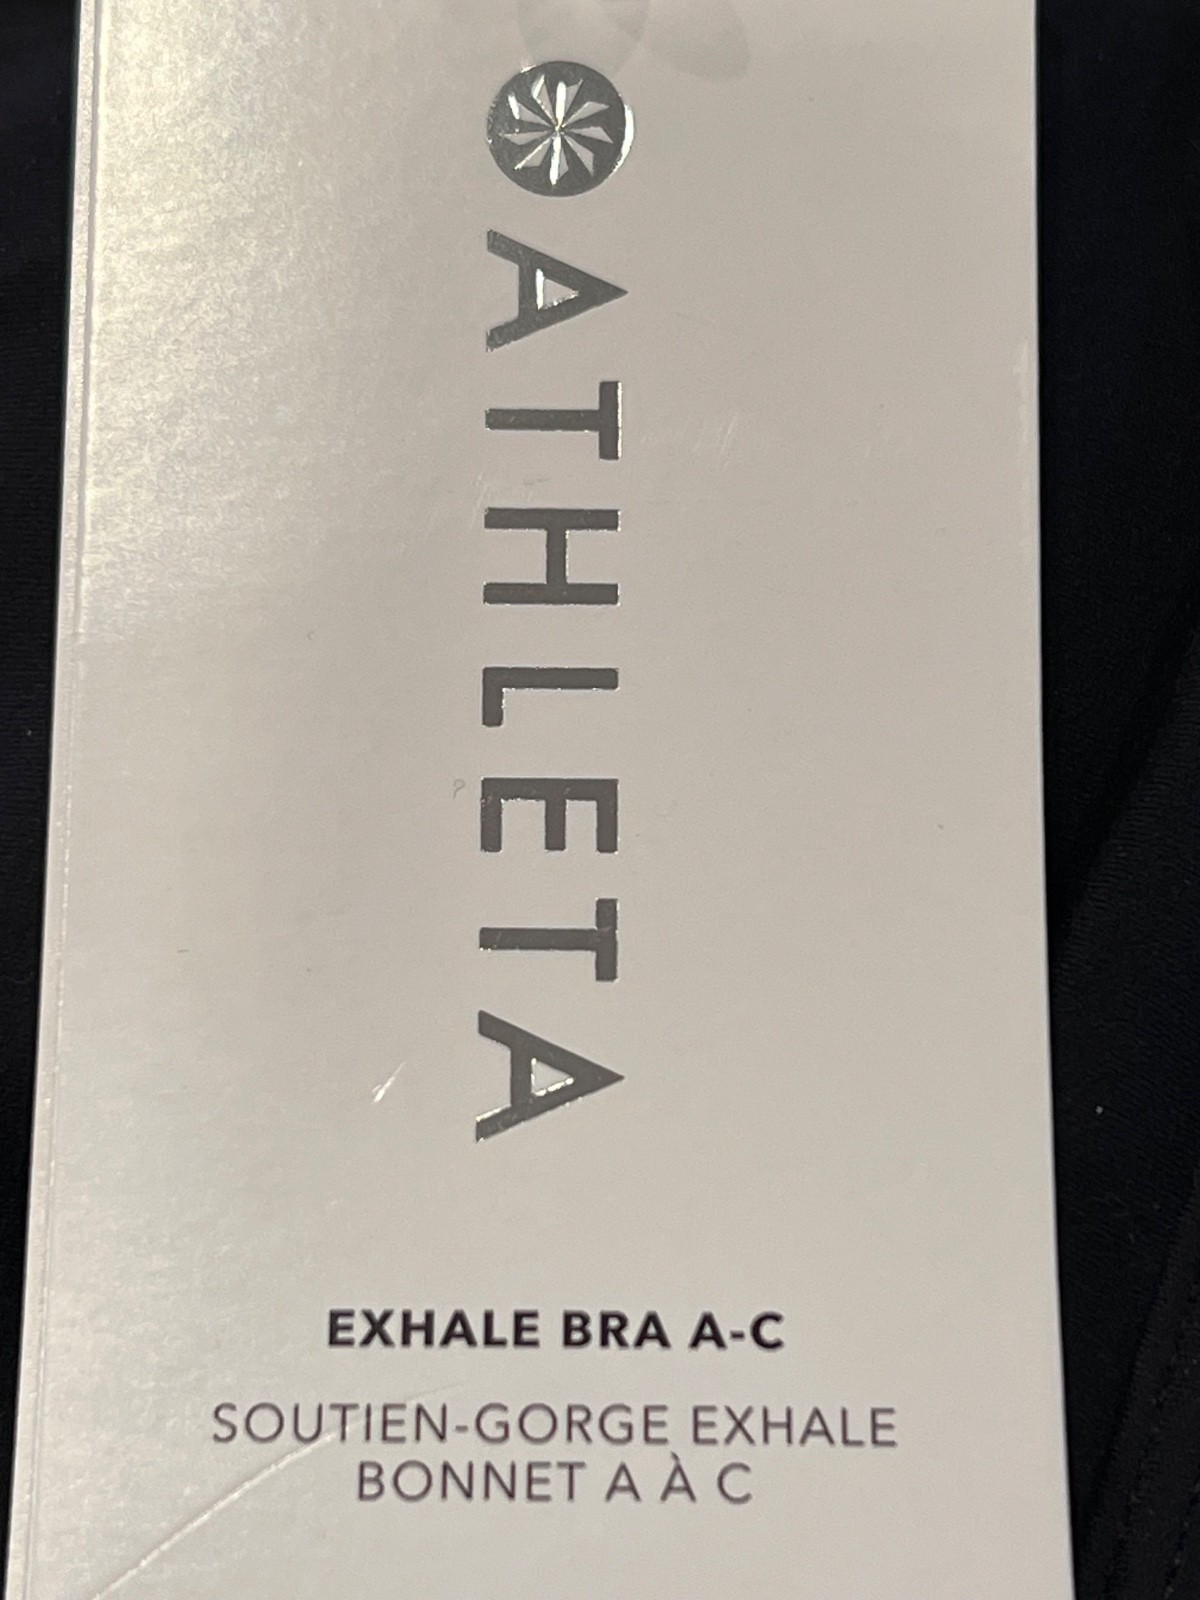 ATHLETA
EXHALE BRA A-C
SOUTIEN-GORGE EXHALE
BONNET A À C